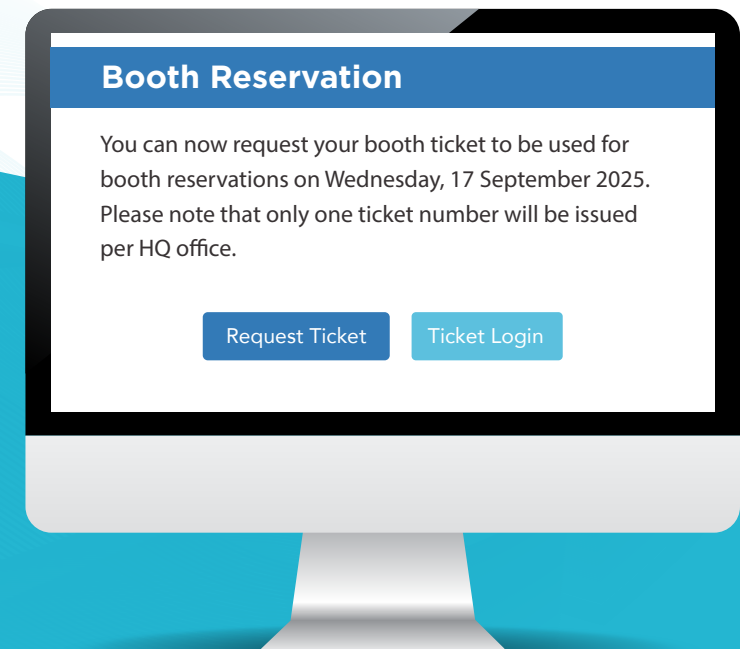 Booth Reservation
You can now request your booth ticket to be used for
booth reservations on Wednesday, 17 September 2025.
Please note that only one ticket number will be issued
per HQ office.
Request Ticket
Ticket Login